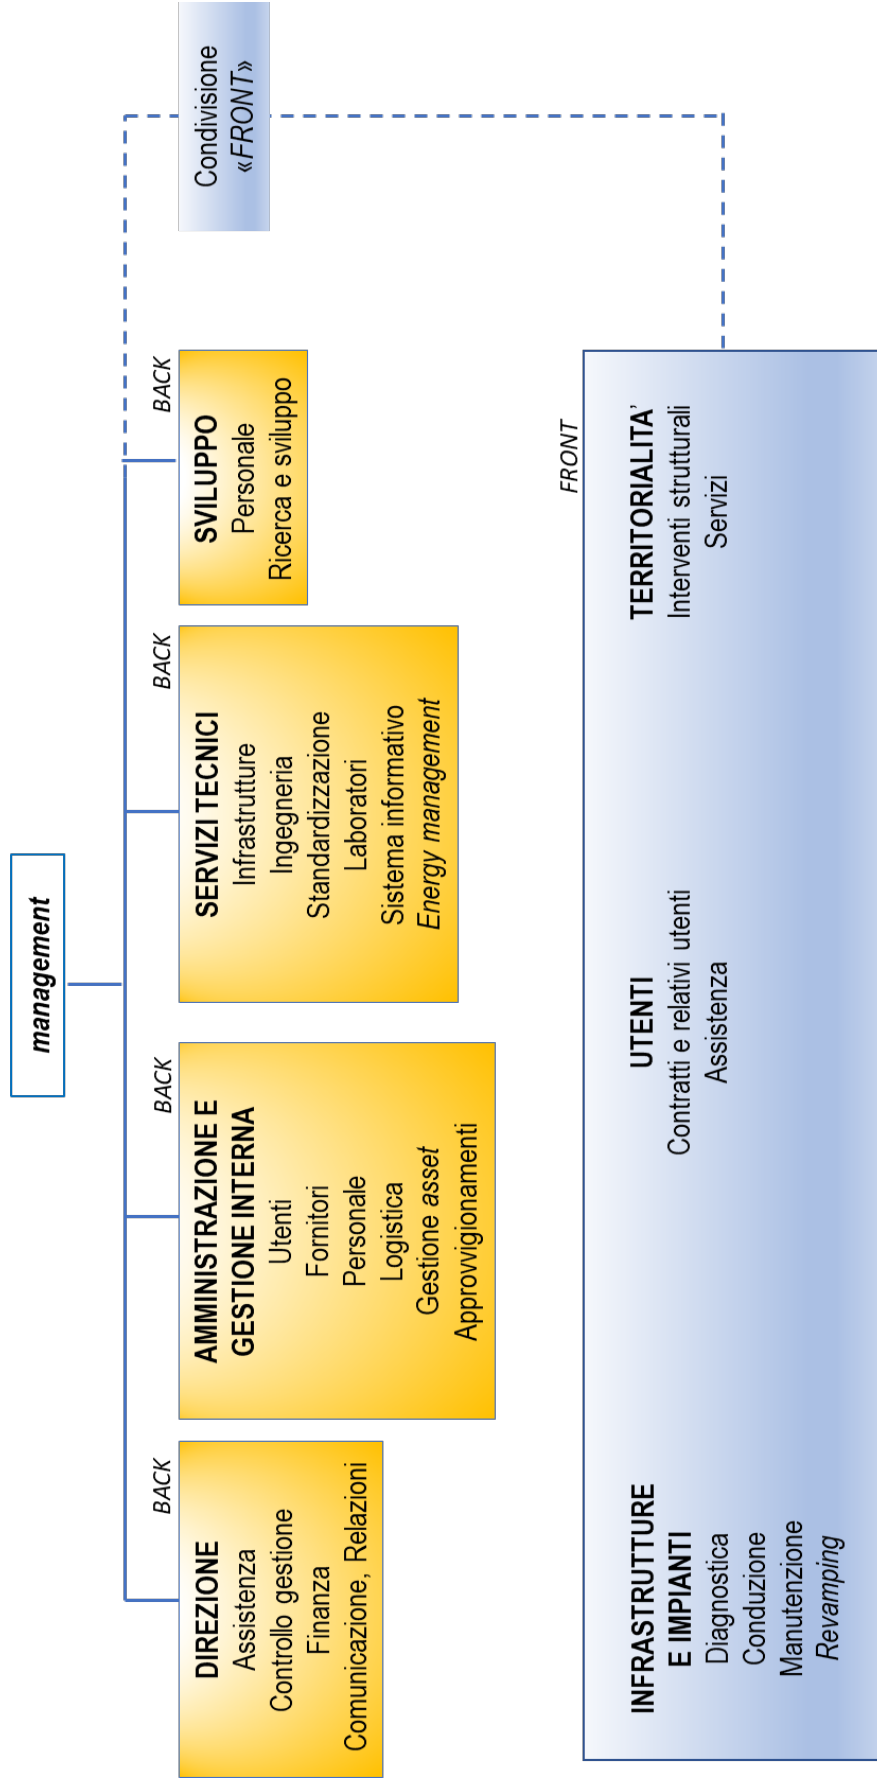 management
Condivisione
«FRONT»
BACK
DIREZIONE
Assistenza
Controllo gestione
Finanza
Comunicazione, Relazioni
BACK
AMMINISTRAZIONE E
GESTIONE INTERNA
Utenti
Fornitori
Personale
Logistica
Gestione asset
Approvvigionamenti
BACK
SERVIZI TECNICI
Infrastrutture
Ingegneria
Standardizzazione
Laboratori
Sistema informativo
Energy management
BACK
SVILUPPO
Personale
Ricerca e sviluppo
FRONT
INFRASTRUTTURE
E IMPIANTI
Diagnostica
Conduzione
Manutenzione
Revamping
UTENTI
Contratti e relativi utenti
Assistenza
TERRITORIALITA’
Interventi strutturali
Servizi